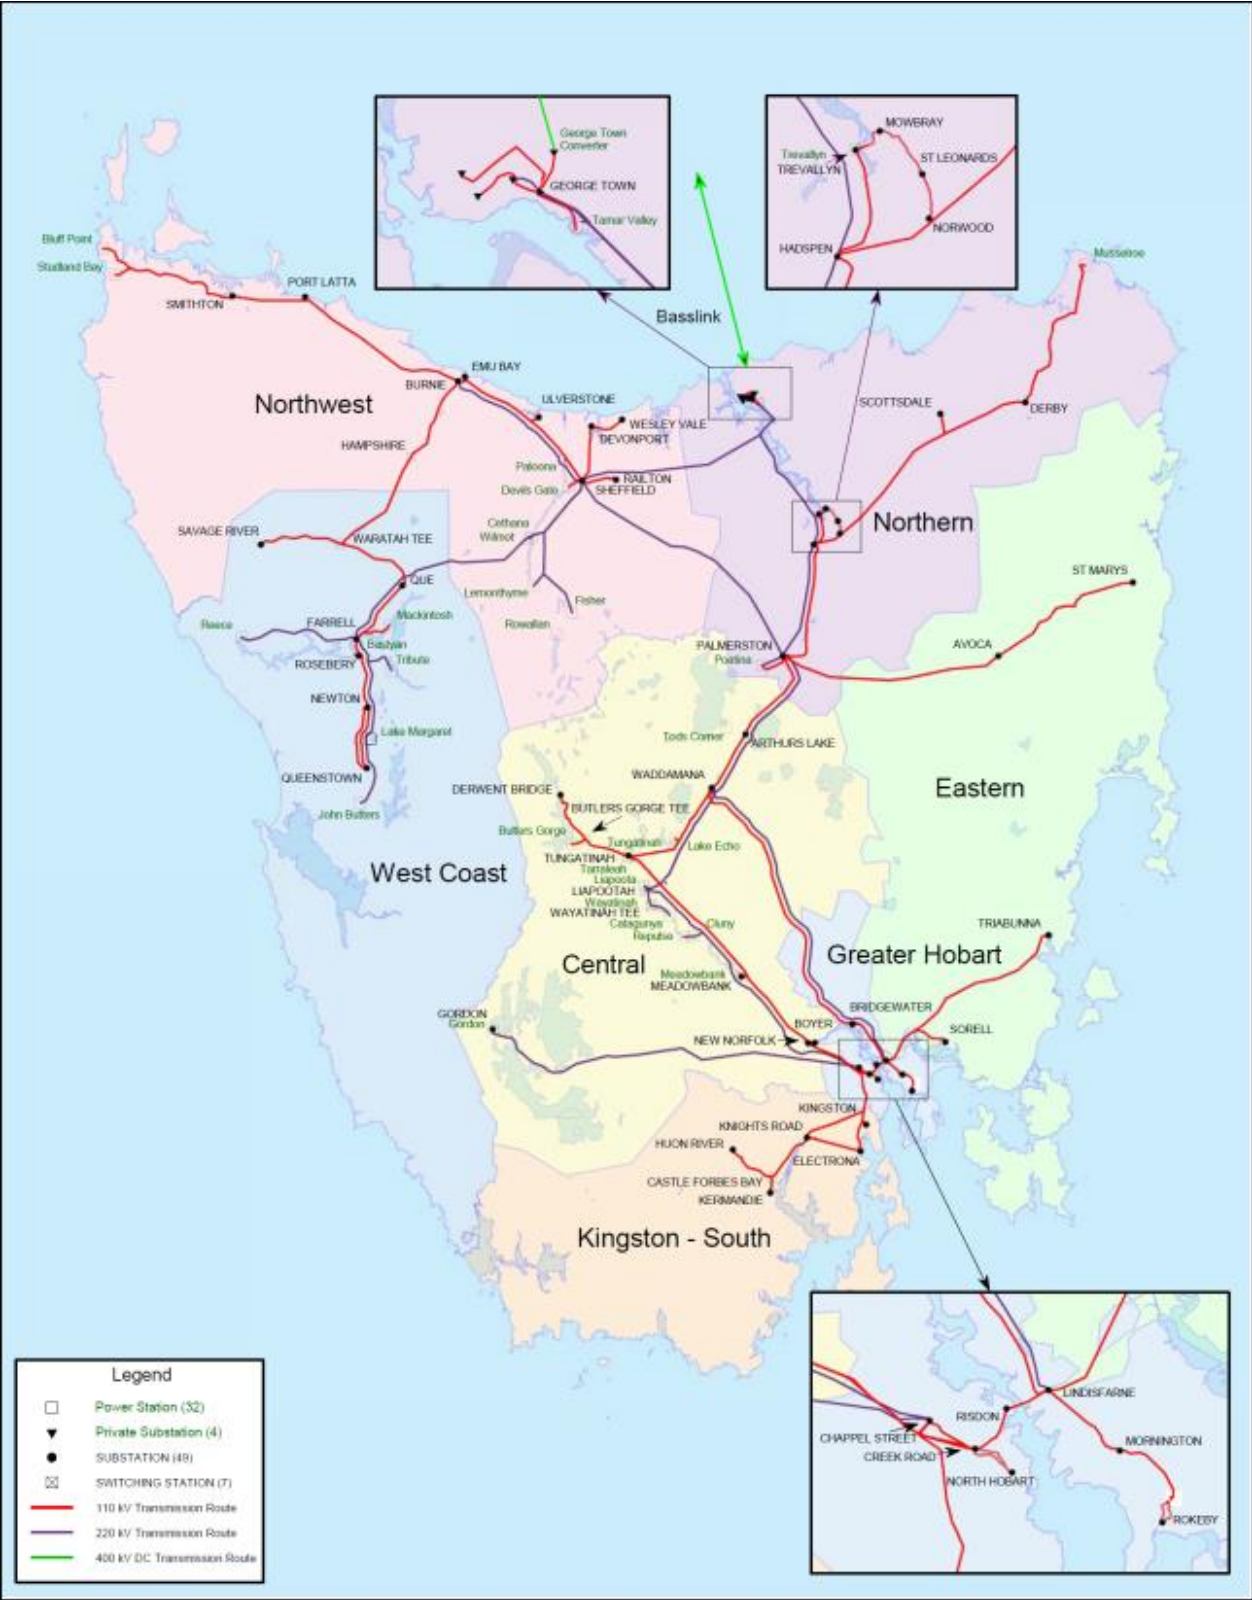 George Town
Converter
GEORGE TOWN
Tamar Valley
MOWBRAY
Trevallyn
TREVALLYN
ST LEONARDS
NORWOOD
HADSPEN
Bluff Point
Studland Bay
SMITHTON
PORT LATTA
Basslink
Musselroe
EMU BAY
BURNIE
Northwest
ULVERSTONE
WESLEY VALE
DEVONPORT
SCOTTSDALE
DERBY
HAMPSHIRE
Paloona
Devils Gate
RAILTON
SHEFFIELD
Cethana
Wilmot
Northern
SAVAGE RIVER
WARATAH TEE
QUE
Lemonthyme
Fisher
Rowallan
ST MARYS
Mackintosh
Reece
FARRELL
Bastyan
ROSEBERY
Tribute
PALMERSTON
Poatina
AVOCA
NEWTON
Lake Margaret
Tods Corner
ARTHURS LAKE
QUEENSTOWN
John Butters
WADDAMANA
DERWENT BRIDGE
BUTLERS GORGE TEE
Butlers Gorge
Eastern
Tungatinah
Lake Echo
TUNGATINAH
Tarraleah
Liapoota
LIAPOOTAH
Wayatinah
WAYATINAH TEE
Catagunya
Cluny
Repulse
West Coast
TRIABUNNA
Central
Greater Hobart
Meadowbank
MEADOWBANK
GORDON
Gordon
BRIDGEWATER
BOYER
SORELL
NEW NORFOLK
KINGSTON
KNIGHTS ROAD
HUON RIVER
ELECTRONA
CASTLE FORBES BAY
KERMANDIE
Kingston - South
LINDISFARNE
RISDON
CHAPPEL STREET
CREEK ROAD
MORNINGTON
NORTH HOBART
ROKEBY
Legend
Power Station (32)
Private Substation (4)
SUBSTATION (49)
SWITCHING STATION (7)
110 kV Transmission Route
220 kV Transmission Route
400 kV DC Transmission Route